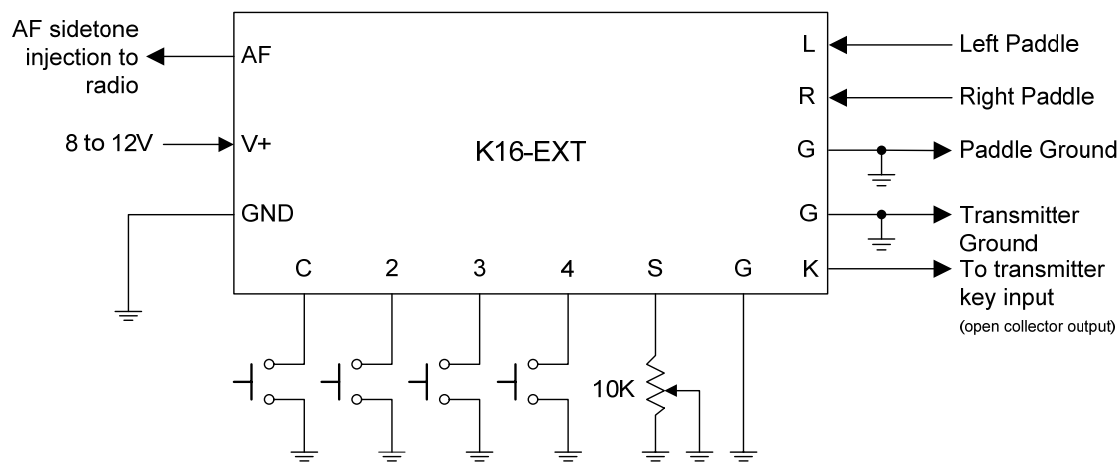 AF sidetone
injection to
radio
AF
8 to 12V
V+
GND
K16-EXT
L
Left Paddle
R
Right Paddle
G
Paddle Ground
G
Transmitter
Ground
K
To transmitter
key input
(open collector output)
C
2
3
4
S
G
10K